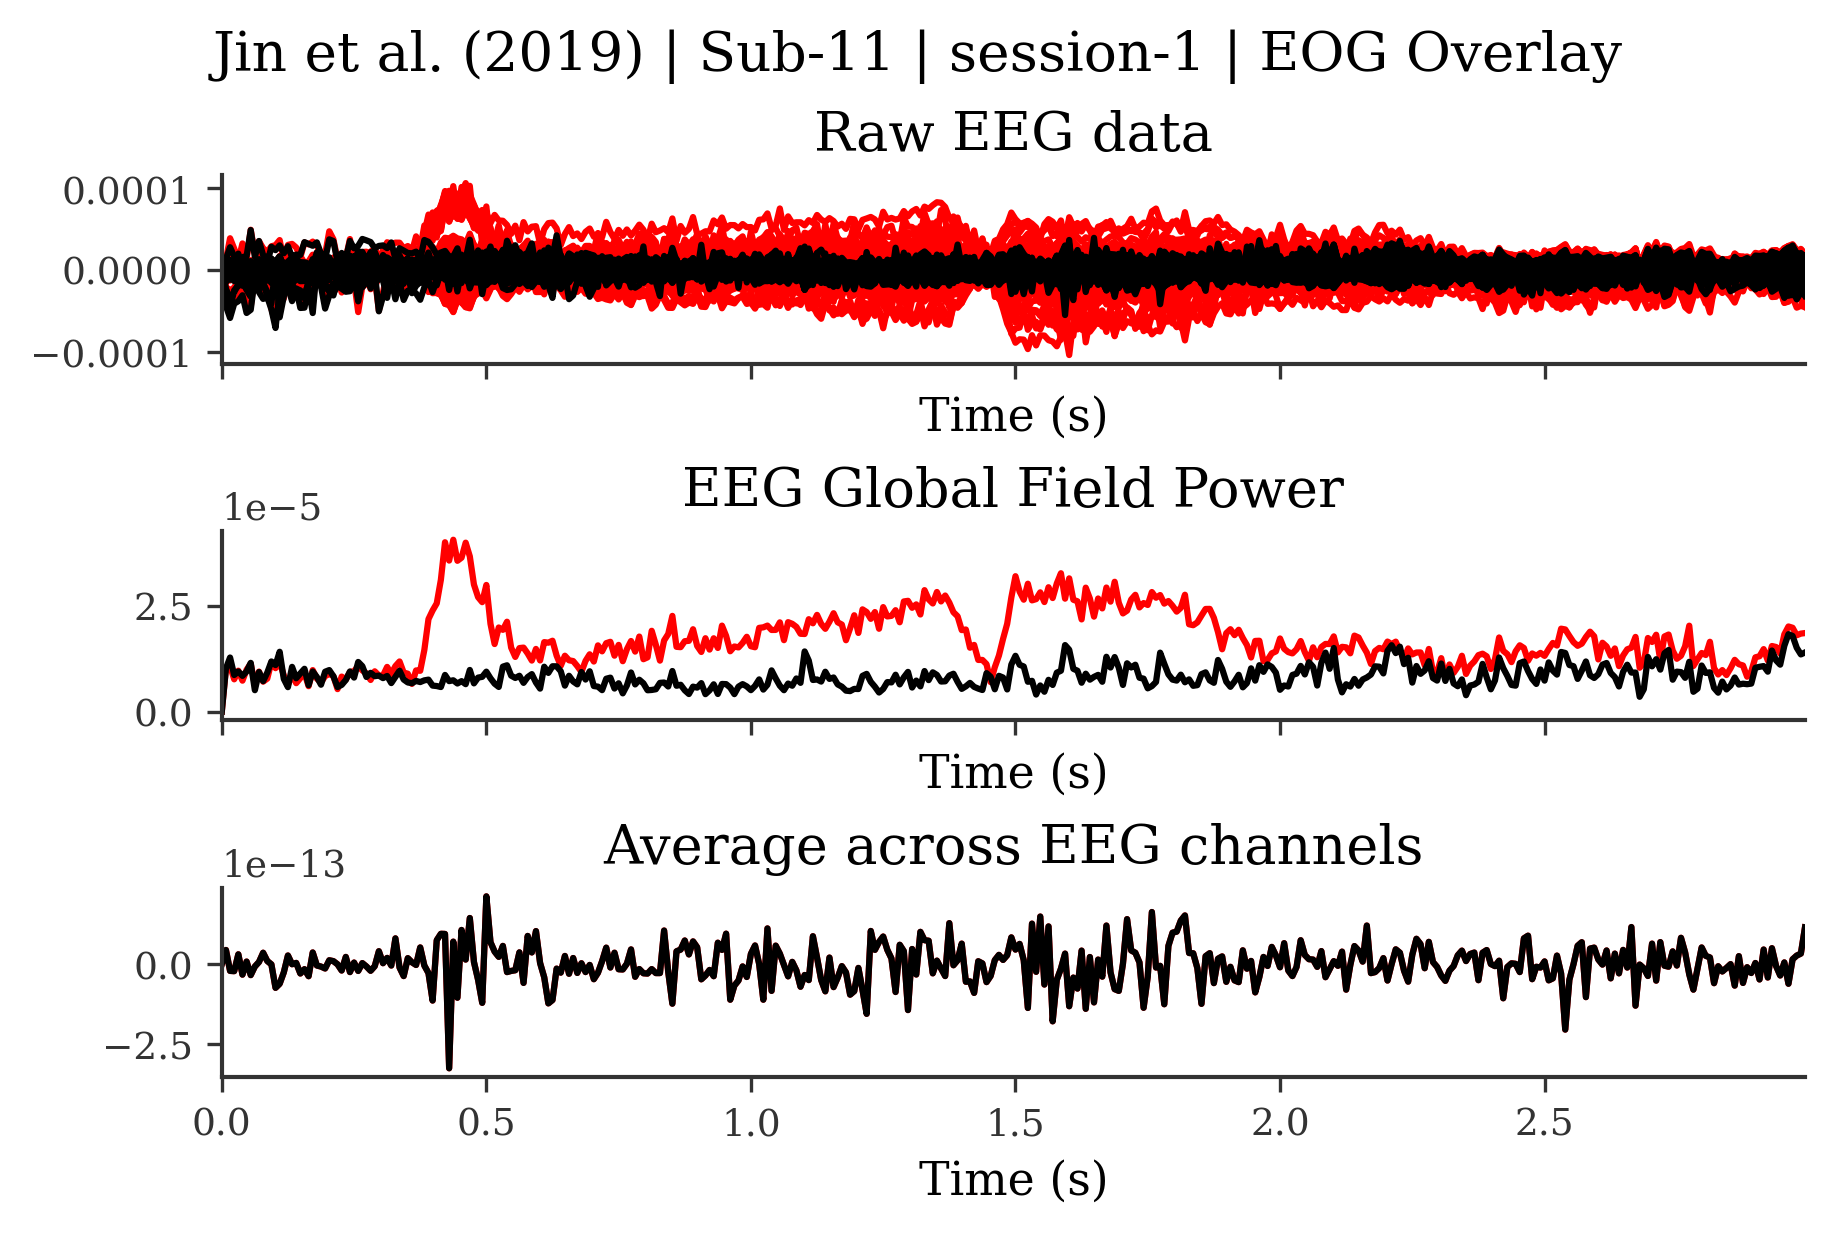 Jin et al. (2019) | Sub-11 | session-1 | EOG Overlay
Raw EEG data
0.0001
0.0000
−0.0001
Time (s)
EEG Global Field Power
1e−5
2.5
0.0
Time (s)
Average across EEG channels
1e−13
0.0
−2.5
0.0 0.5 1.0 1.5 2.0 2.5
Time (s)